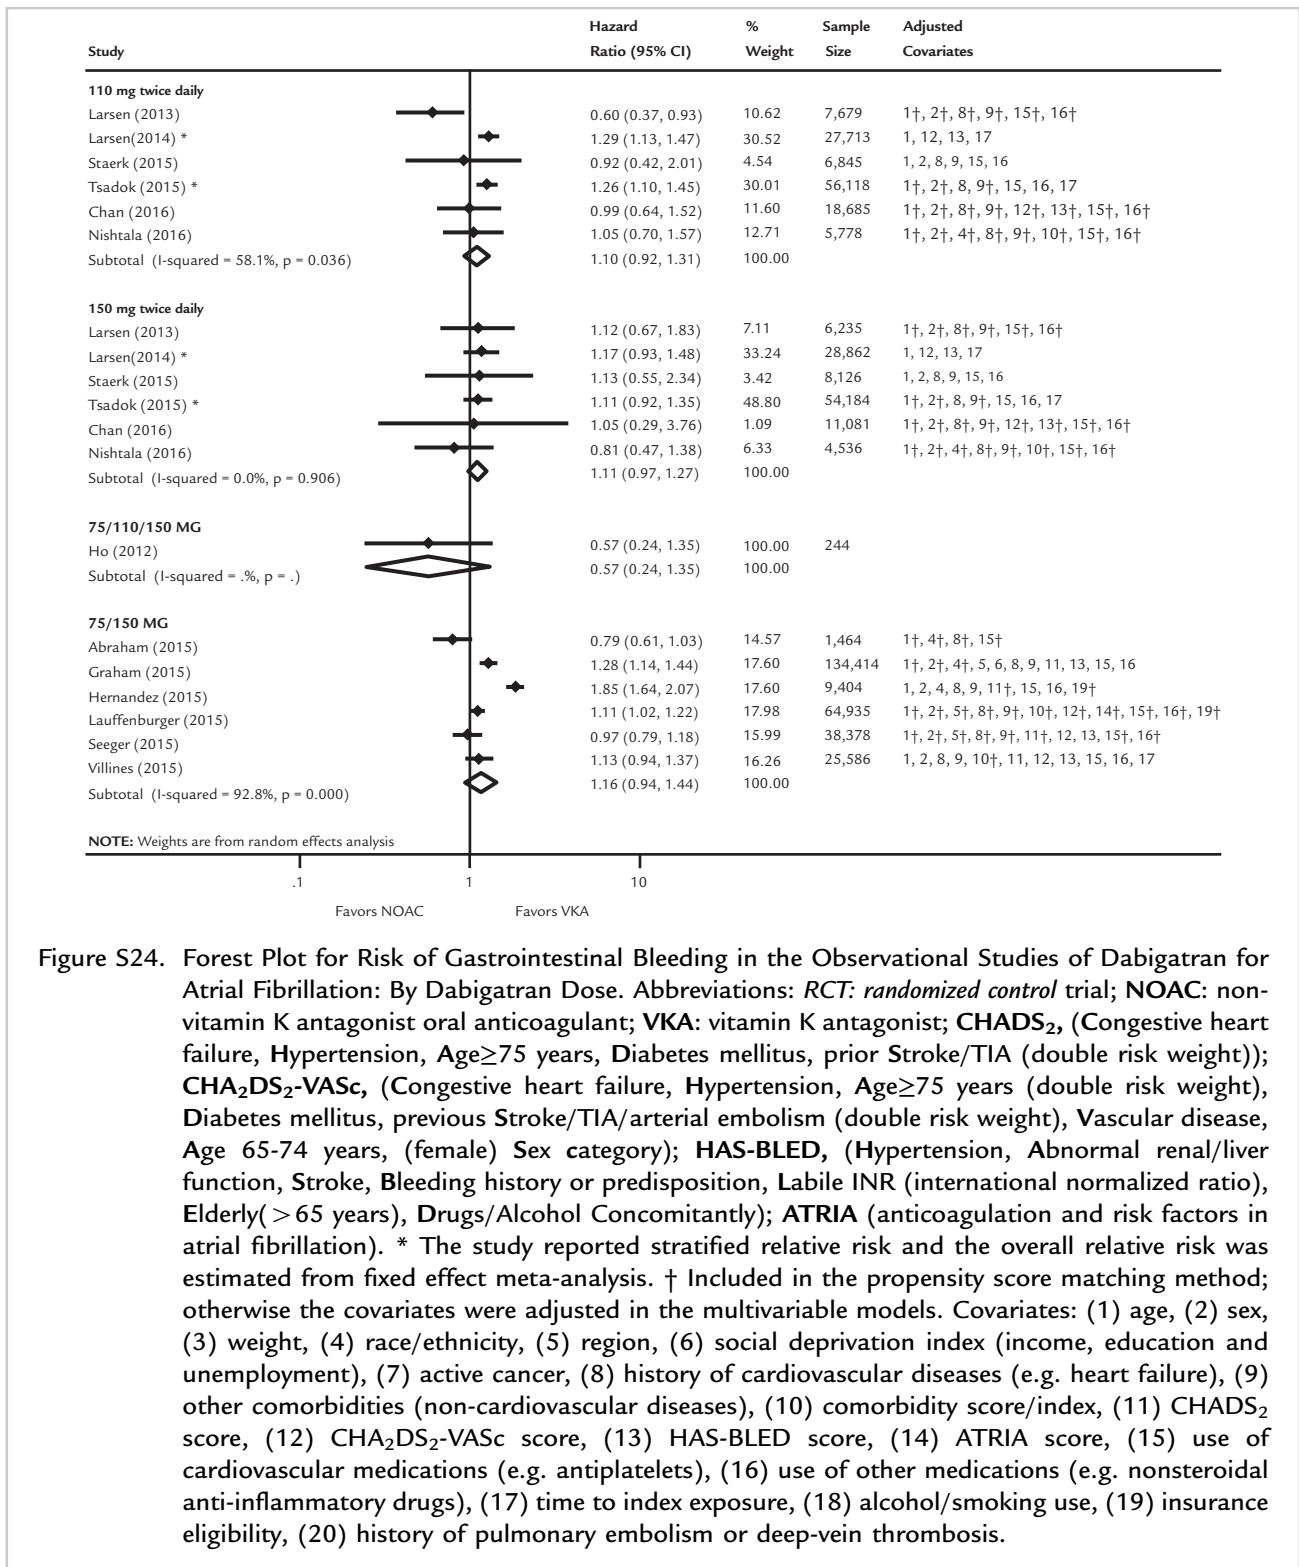 Study Hazard Ratio (95% CI) % Weight Sample Size Adjusted Covariates
110 mg twice daily
Larsen (2013) 0.60 (0.37, 0.93) 10.62 7,679 1†, 2†, 8†, 9†, 15†, 16†
Larsen(2014) * 1.29 (1.13, 1.47) 30.52 27,713 1, 12, 13, 17
Staerk (2015) 0.92 (0.42, 2.01) 4.54 6,845 1, 2, 8, 9, 15, 16
Tsadok (2015) * 1.26 (1.10, 1.45) 30.01 56,118 1†, 2†, 8, 9†, 15, 16, 17
Chan (2016) 0.99 (0.64, 1.52) 11.60 18,685 1†, 2†, 8†, 9†, 12†, 13†, 15†, 16†
Nishtala (2016) 1.05 (0.70, 1.57) 12.71 5,778 1†, 2†, 4†, 8†, 9†, 10†, 15†, 16†
Subtotal (I-squared = 58.1%, p = 0.036) 1.10 (0.92, 1.31) 100.00
150 mg twice daily
Larsen (2013) 1.12 (0.67, 1.83) 7.11 6,235 1†, 2†, 8†, 9†, 15†, 16†
Larsen(2014) * 1.17 (0.93, 1.48) 33.24 28,862 1, 12, 13, 17
Staerk (2015) 1.13 (0.55, 2.34) 3.42 8,126 1, 2, 8, 9, 15, 16
Tsadok (2015) * 1.11 (0.92, 1.35) 48.80 54,184 1†, 2†, 8, 9†, 15, 16, 17
Chan (2016) 1.05 (0.29, 3.76) 1.09 11,081 1†, 2†, 8†, 9†, 12†, 13†, 15†, 16†
Nishtala (2016) 0.81 (0.47, 1.38) 6.33 4,536 1†, 2†, 4†, 8†, 9†, 10†, 15†, 16†
Subtotal (I-squared = 0.0%, p = 0.906) 1.11 (0.97, 1.27) 100.00
75/110/150 MG
Ho (2012) 0.57 (0.24, 1.35) 100.00 244
Subtotal (I-squared = .%, p = .) 0.57 (0.24, 1.35) 100.00
75/150 MG
Abraham (2015) 0.79 (0.61, 1.03) 14.57 1,464 1†, 4†, 8†, 15†
Graham (2015) 1.28 (1.14, 1.44) 17.60 134,414 1†, 2†, 4†, 5, 6, 8, 9, 11, 13, 15, 16
Hernandez (2015) 1.85 (1.64, 2.07) 17.60 9,404 1, 2, 4, 8, 9, 11†, 15, 16, 19†
Lauffenburger (2015) 1.11 (1.02, 1.22) 17.98 64,935 1†, 2†, 5†, 8†, 9†, 10†, 12†, 14†, 15†, 16†, 19†
Seeger (2015) 0.97 (0.79, 1.18) 15.99 38,378 1†, 2†, 5†, 8†, 9†, 11†, 12, 13, 15†, 16†
Villines (2015) 1.13 (0.94, 1.37) 16.26 25,586 1, 2, 8, 9, 10†, 11, 12, 13, 15, 16, 17
Subtotal (I-squared = 92.8%, p = 0.000) 1.16 (0.94, 1.44) 100.00
NOTE: Weights are from random effects analysis
.1 1 10
Favors NOAC Favors VKA
Figure S24. Forest Plot for Risk of Gastrointestinal Bleeding in the Observational Studies of Dabigatran for
Atrial Fibrillation: By Dabigatran Dose. Abbreviations: RCT: randomized control trial; NOAC: non-
vitamin K antagonist oral anticoagulant; VKA: vitamin K antagonist; CHADS₂, (Congestive heart
failure, Hypertension, Age≥75 years, Diabetes mellitus, prior Stroke/TIA (double risk weight));
CHA₂DS₂-VASc, (Congestive heart failure, Hypertension, Age≥75 years (double risk weight),
Diabetes mellitus, previous Stroke/TIA/arterial embolism (double risk weight), Vascular disease,
Age 65-74 years, (female) Sex category); HAS-BLED, (Hypertension, Abnormal renal/liver
function, Stroke, Bleeding history or predisposition, Labile INR (international normalized ratio),
Elderly(>65 years), Drugs/Alcohol Concomitantly); ATRIA (anticoagulation and risk factors in
atrial fibrillation). * The study reported stratified relative risk and the overall relative risk was
estimated from fixed effect meta-analysis. † Included in the propensity score matching method;
otherwise the covariates were adjusted in the multivariable models. Covariates: (1) age, (2) sex,
(3) weight, (4) race/ethnicity, (5) region, (6) social deprivation index (income, education and
unemployment), (7) active cancer, (8) history of cardiovascular diseases (e.g. heart failure), (9)
other comorbidities (non-cardiovascular diseases), (10) comorbidity score/index, (11) CHADS₂
score, (12) CHA₂DS₂-VASc score, (13) HAS-BLED score, (14) ATRIA score, (15) use of
cardiovascular medications (e.g. antiplatelets), (16) use of other medications (e.g. nonsteroidal
anti-inflammatory drugs), (17) time to index exposure, (18) alcohol/smoking use, (19) insurance
eligibility, (20) history of pulmonary embolism or deep-vein thrombosis.